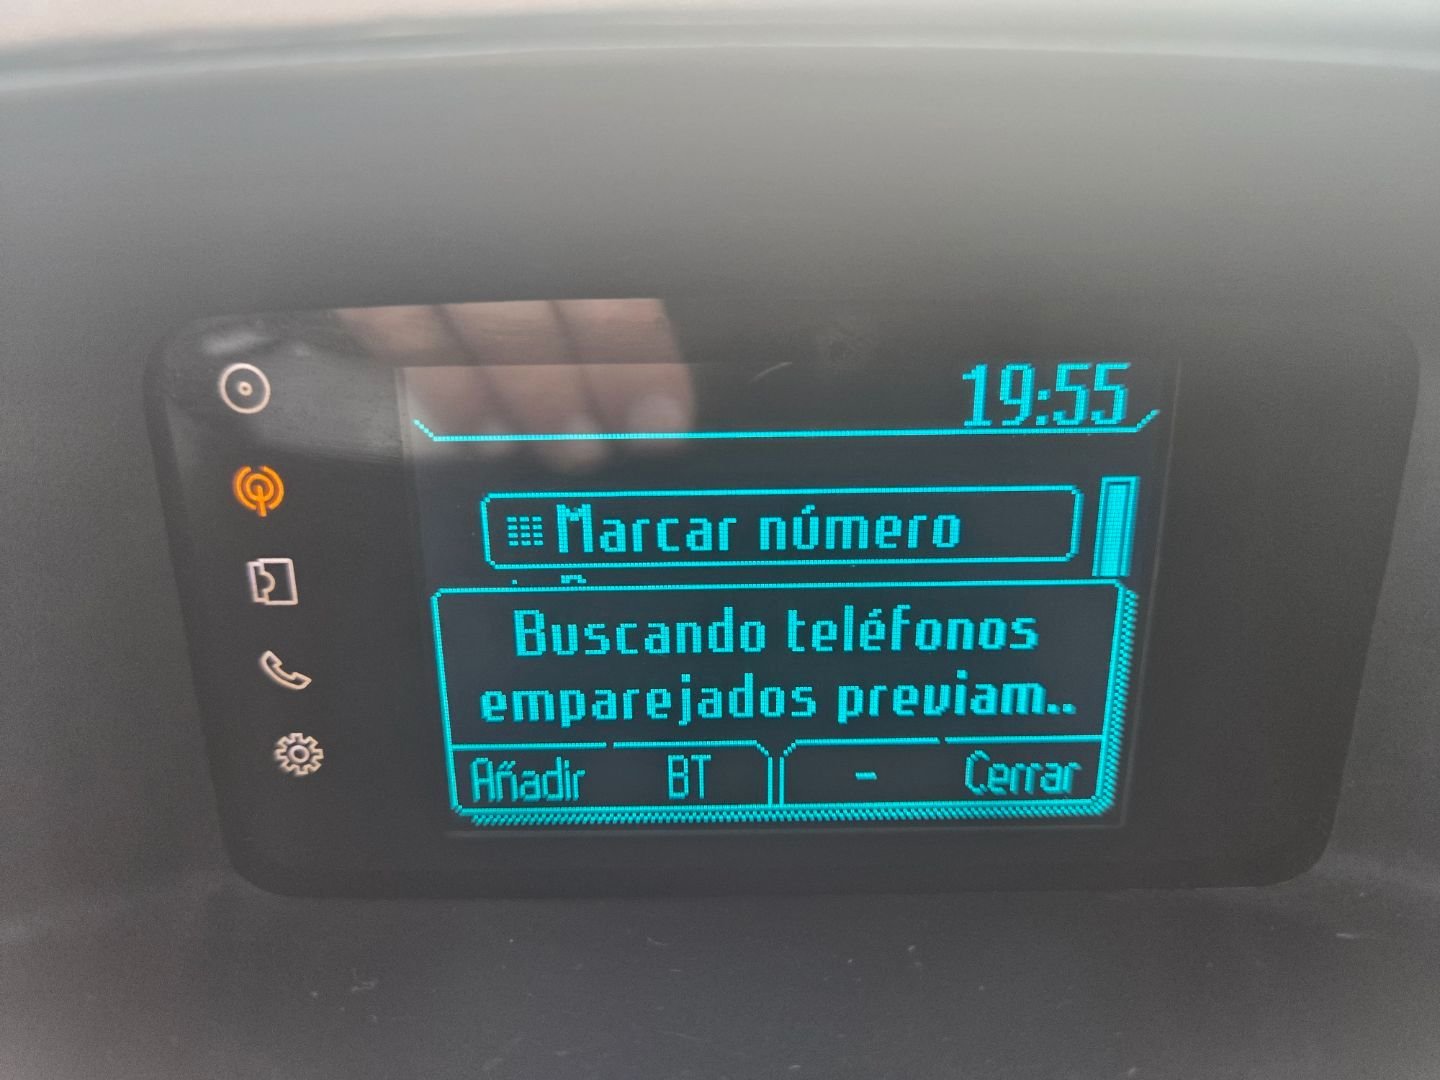 19:55
Marcar número
Buscando teléfonos
emparejados previam..
Añadir BT - Cerrar